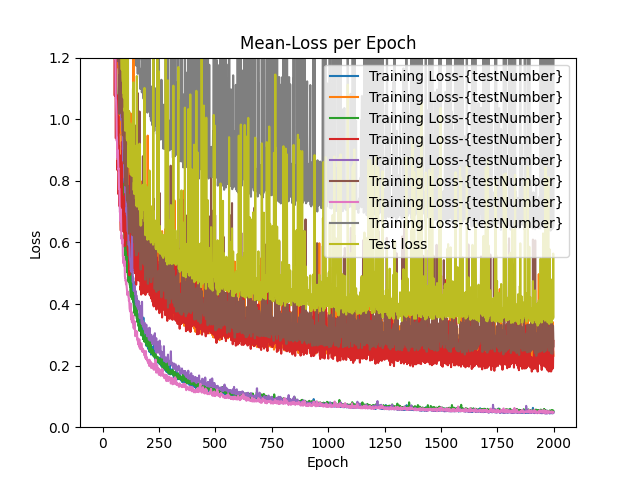 Mean-Loss per Epoch
Loss
1.2
1.0
0.8
0.6
0.4
0.2
0.0
Training Loss-{testNumber}
Training Loss-{testNumber}
Training Loss-{testNumber}
Training Loss-{testNumber}
Training Loss-{testNumber}
Training Loss-{testNumber}
Training Loss-{testNumber}
Training Loss-{testNumber}
Test loss
0 250 500 750 1000 1250 1500 1750 2000
Epoch